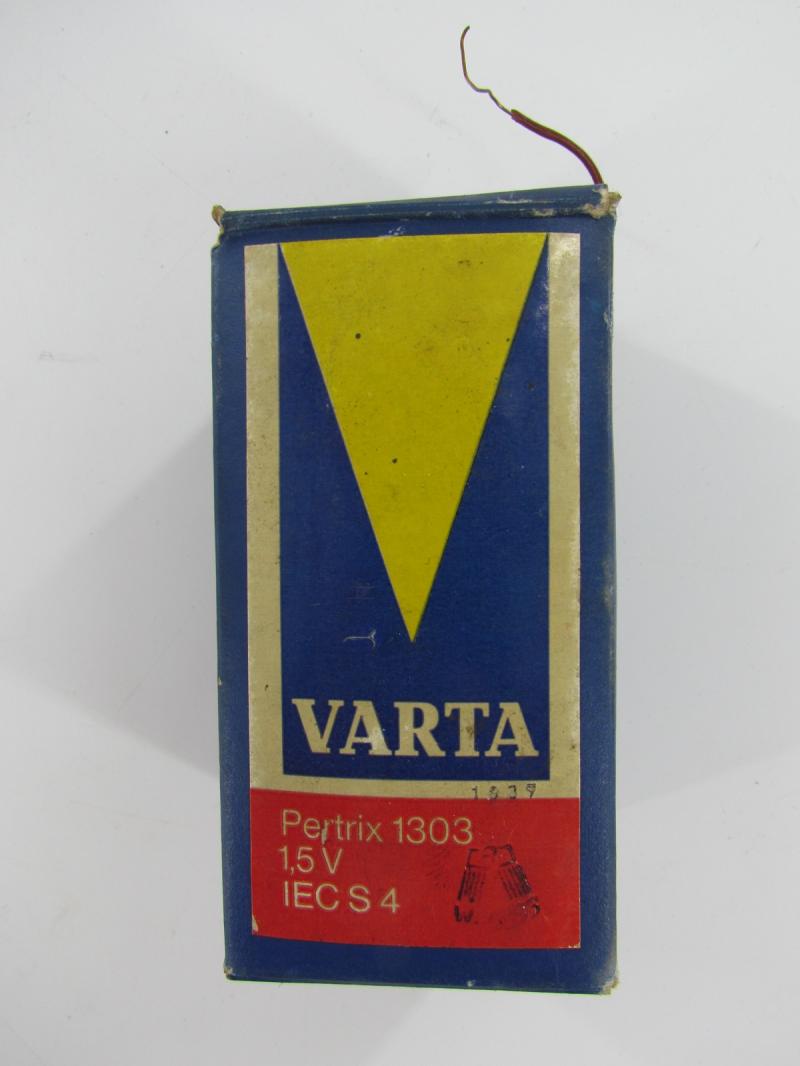 VARTA
Pertrix 1303
1,5 V
IEC S 4